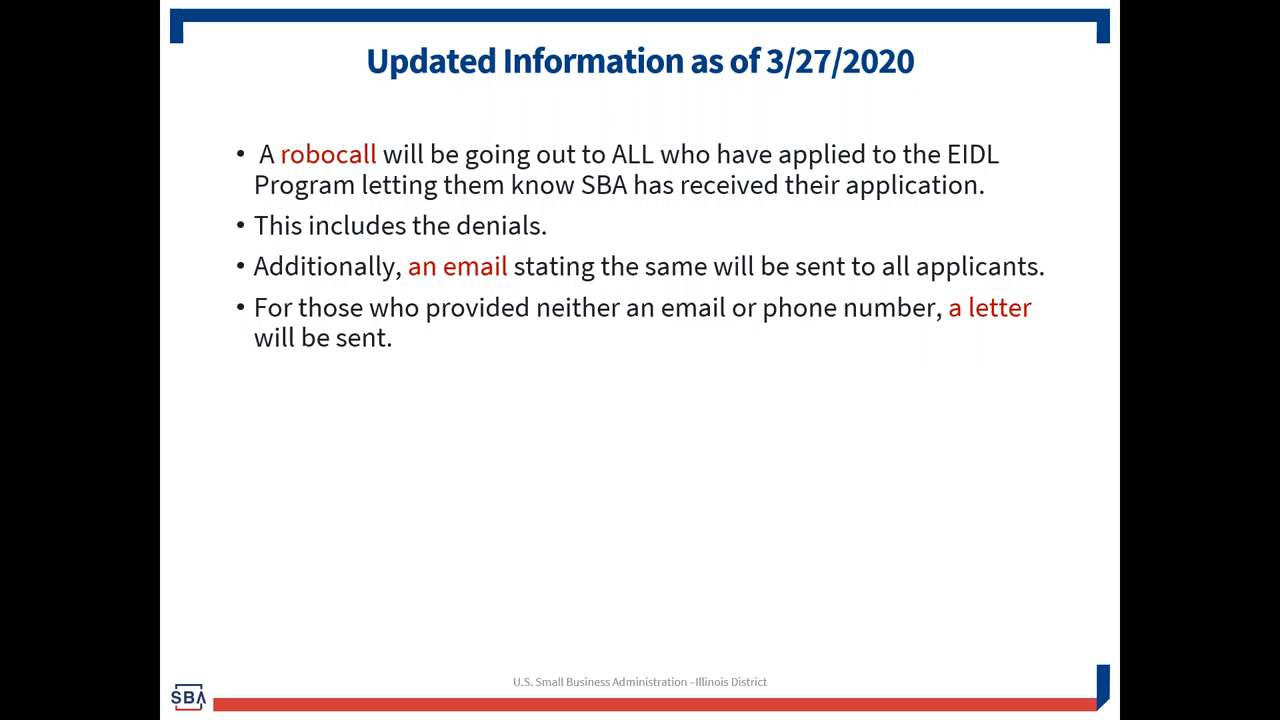 Updated Information as of 3/27/2020
• A robocall will be going out to ALL who have applied to the EIDL
Program letting them know SBA has received their application.
• This includes the denials.
• Additionally, an email stating the same will be sent to all applicants.
• For those who provided neither an email or phone number, a letter
will be sent.
U.S. Small Business Administration –Illinois District
SBA